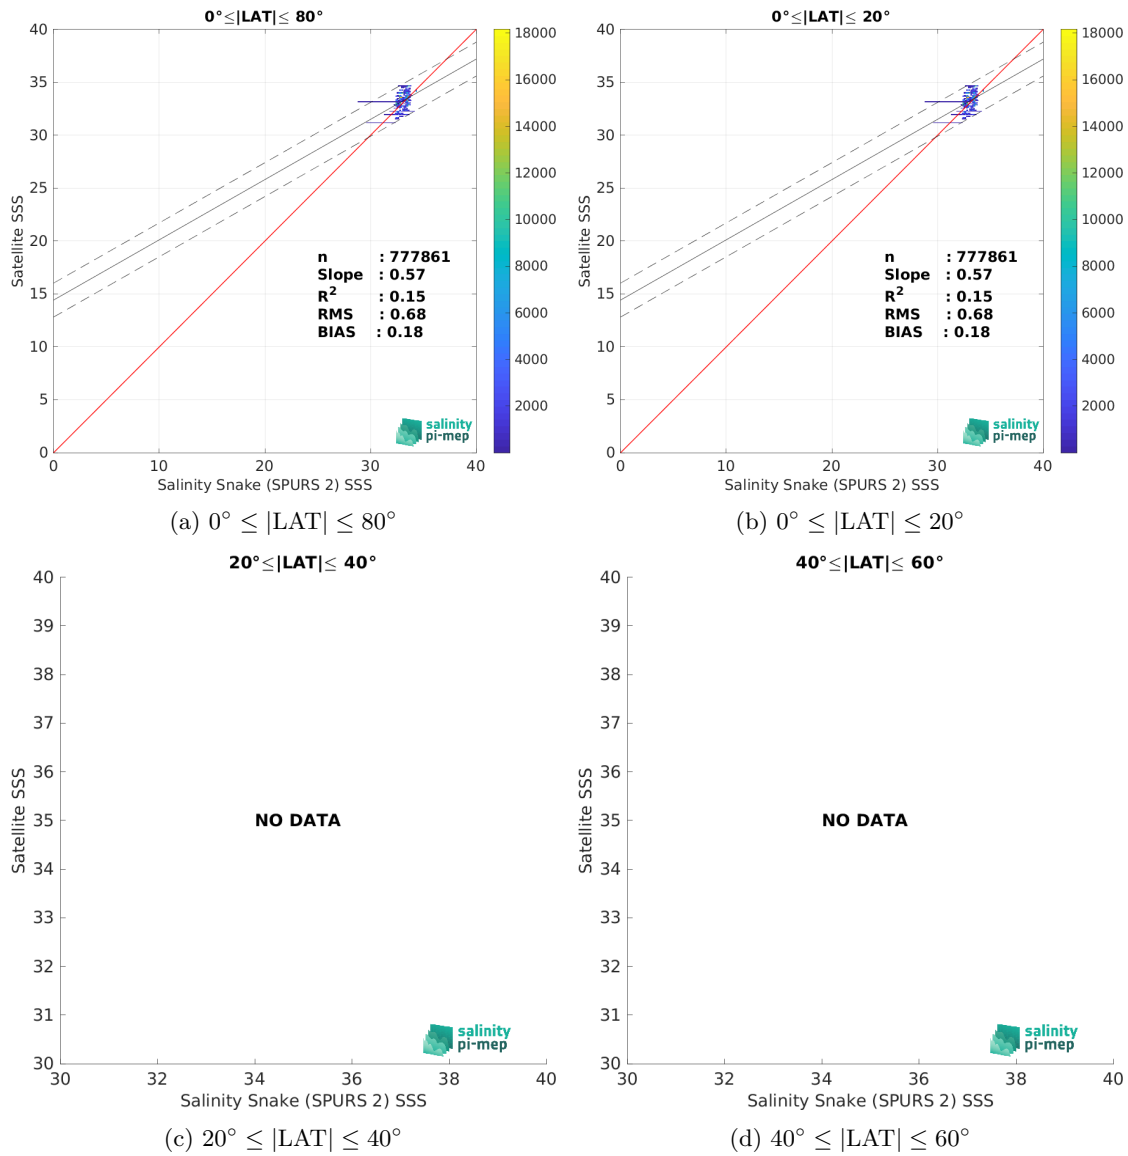 0°≤|LAT|≤ 80°
40
35
30
25
20
15
10
5
0
Satellite SSS
n : 777861
Slope : 0.57
R² : 0.15
RMS : 0.68
BIAS : 0.18
salinity
pi-mep
0 10 20 30 40
Salinity Snake (SPURS 2) SSS
18000
16000
14000
12000
10000
8000
6000
4000
2000
(a) 0° ≤ |LAT| ≤ 80°
0°≤|LAT|≤ 20°
40
35
30
25
20
15
10
5
0
Satellite SSS
n : 777861
Slope : 0.57
R² : 0.15
RMS : 0.68
BIAS : 0.18
salinity
pi-mep
0 10 20 30 40
Salinity Snake (SPURS 2) SSS
18000
16000
14000
12000
10000
8000
6000
4000
2000
(b) 0° ≤ |LAT| ≤ 20°
20°≤|LAT|≤ 40°
40
39
38
37
36
35
34
33
32
31
30
Satellite SSS
NO DATA
salinity
pi-mep
30 32 34 36 38 40
Salinity Snake (SPURS 2) SSS
(c) 20° ≤ |LAT| ≤ 40°
40°≤|LAT|≤ 60°
40
39
38
37
36
35
34
33
32
31
30
Satellite SSS
NO DATA
salinity
pi-mep
30 32 34 36 38 40
Salinity Snake (SPURS 2) SSS
(d) 40° ≤ |LAT| ≤ 60°